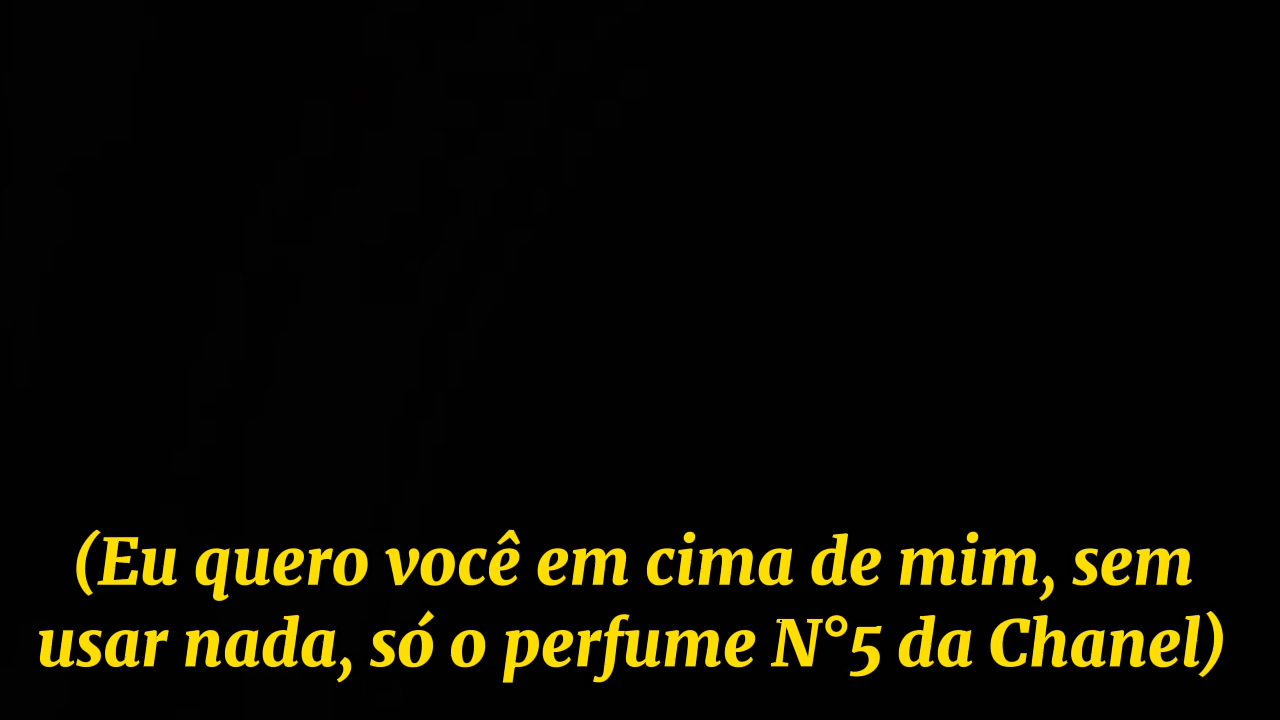 (Eu quero você em cima de mim, sem
usar nada, só o perfume N°5 da Chanel)